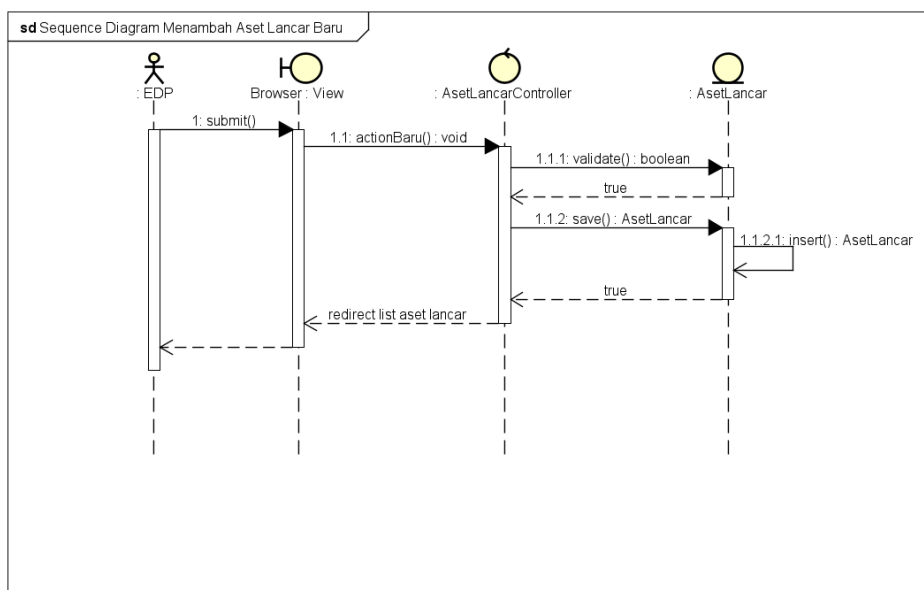 sd Sequence Diagram Menambah Aset Lancar Baru
: EDP
Browser : View
: AsetLancarController
: AsetLancar
1: submit()
1.1: actionBaru() : void
1.1.1: validate() : boolean
true
1.1.2: save() : AsetLancar
1.1.2.1: insert() : AsetLancar
true
redirect list aset lancar